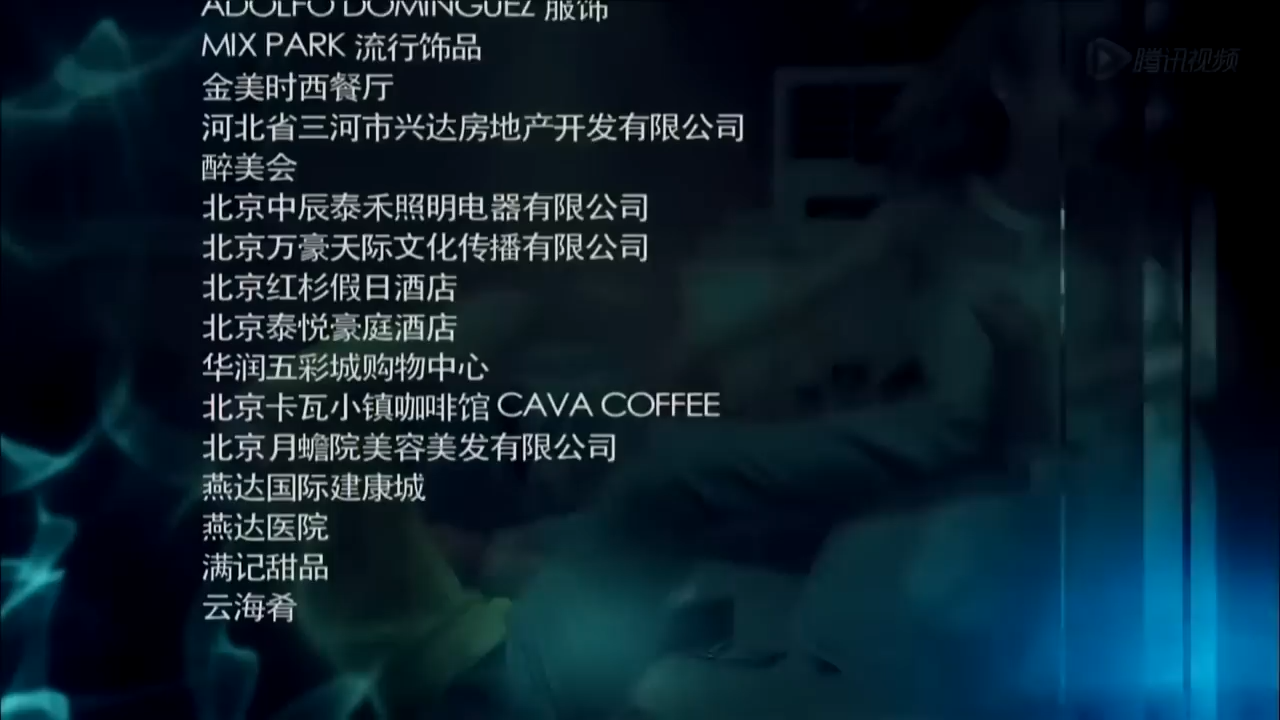 ADOLFO DOMINGUEZ 服饰
MIX PARK 流行饰品
腾讯视频
金美时西餐厅
河北省三河市兴达房地产开发有限公司
醉美会
北京中辰泰禾照明电器有限公司
北京万豪天际文化传播有限公司
北京红杉假日酒店
北京泰悦豪庭酒店
华润五彩城购物中心
北京卡瓦小镇咖啡馆 CAVA COFFEE
北京月蟾院美容美发有限公司
燕达国际建康城
燕达医院
满记甜品
云海肴